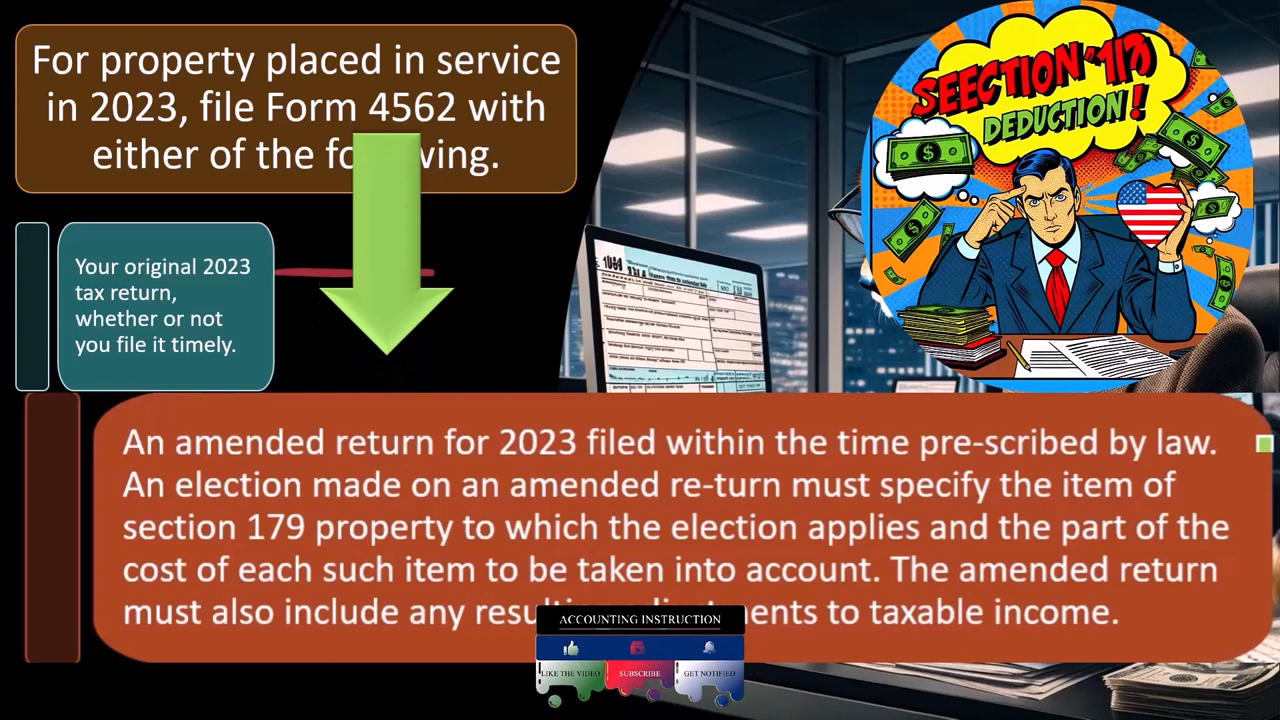 For property placed in service
in 2023, file Form 4562 with
either of the
Your original 2023
tax return,
whether or not
you file it timely.
SEECTION
DEDUCTION!
An amended return for 2023 filed within the time pre-scribed by law.
An election made on an amended re-turn must specify the item of
section 179 property to which the election applies and the part of the
cost of each such item to be taken into account. The amended return
must also include any to taxable income.
ACCOUNTING INSTRUCTION
LIKE THE VIDEO SUBSCRIBE GET NOTIFIED